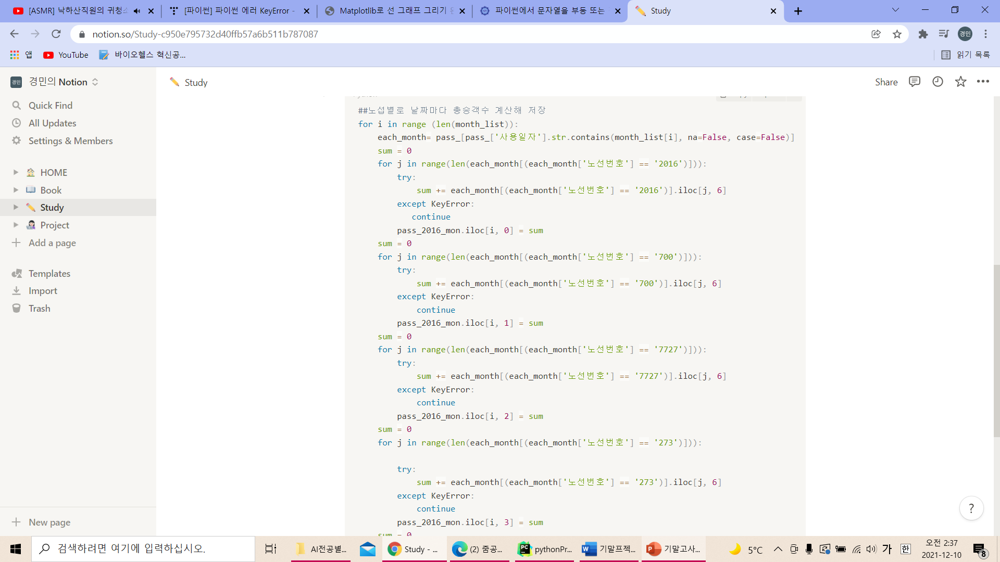 [ASMR] 낙하산직원의 귀청소
[파이썬] 파이썬 에러 KeyError -
Matplotlib로 선 그래프 그리기
파이썬에서 문자열을 부동 또는
Study
notion.so/Study-c950e795732d40ffb57a6b511b787087
경민
앱
YouTube
바이오헬스 혁신공...
읽기 목록
경민 경민의 Notion
Study
Share
Quick Find
All Updates
Settings & Members
HOME
Book
Study
Project
Add a page
Templates
Import
Trash
New page
##노섭별로 날짜마다 총승객수 계산해 저장
for i in range (len(month_list)):
each_month= pass_[pass_['사용일자'].str.contains(month_list[i], na=False, case=False)]
sum = 0
for j in range(len(each_month[(each_month['노선번호'] == '2016')])):
try:
sum += each_month[(each_month['노선번호'] == '2016')].iloc[j, 6]
except KeyError:
continue
pass_2016_mon.iloc[i, 0] = sum
sum = 0
for j in range(len(each_month[(each_month['노선번호'] == '700')])):
try:
sum += each_month[(each_month['노선번호'] == '700')].iloc[j, 6]
except KeyError:
continue
pass_2016_mon.iloc[i, 1] = sum
sum = 0
for j in range(len(each_month[(each_month['노선번호'] == '7727')])):
try:
sum += each_month[(each_month['노선번호'] == '7727')].iloc[j, 6]
except KeyError:
continue
pass_2016_mon.iloc[i, 2] = sum
sum = 0
for j in range(len(each_month[(each_month['노선번호'] == '273')])):
try:
sum += each_month[(each_month['노선번호'] == '273')].iloc[j, 6]
except KeyError:
continue
pass_2016_mon.iloc[i, 3] = sum
sum = 0
?
검색하려면 여기에 입력하십시오.
AI전공별...
Study - ...
(2) 줌공...
pythonPr...
기말프젝...
기말고사...
5°C
가
한
오전 2:37
2021-12-10
8